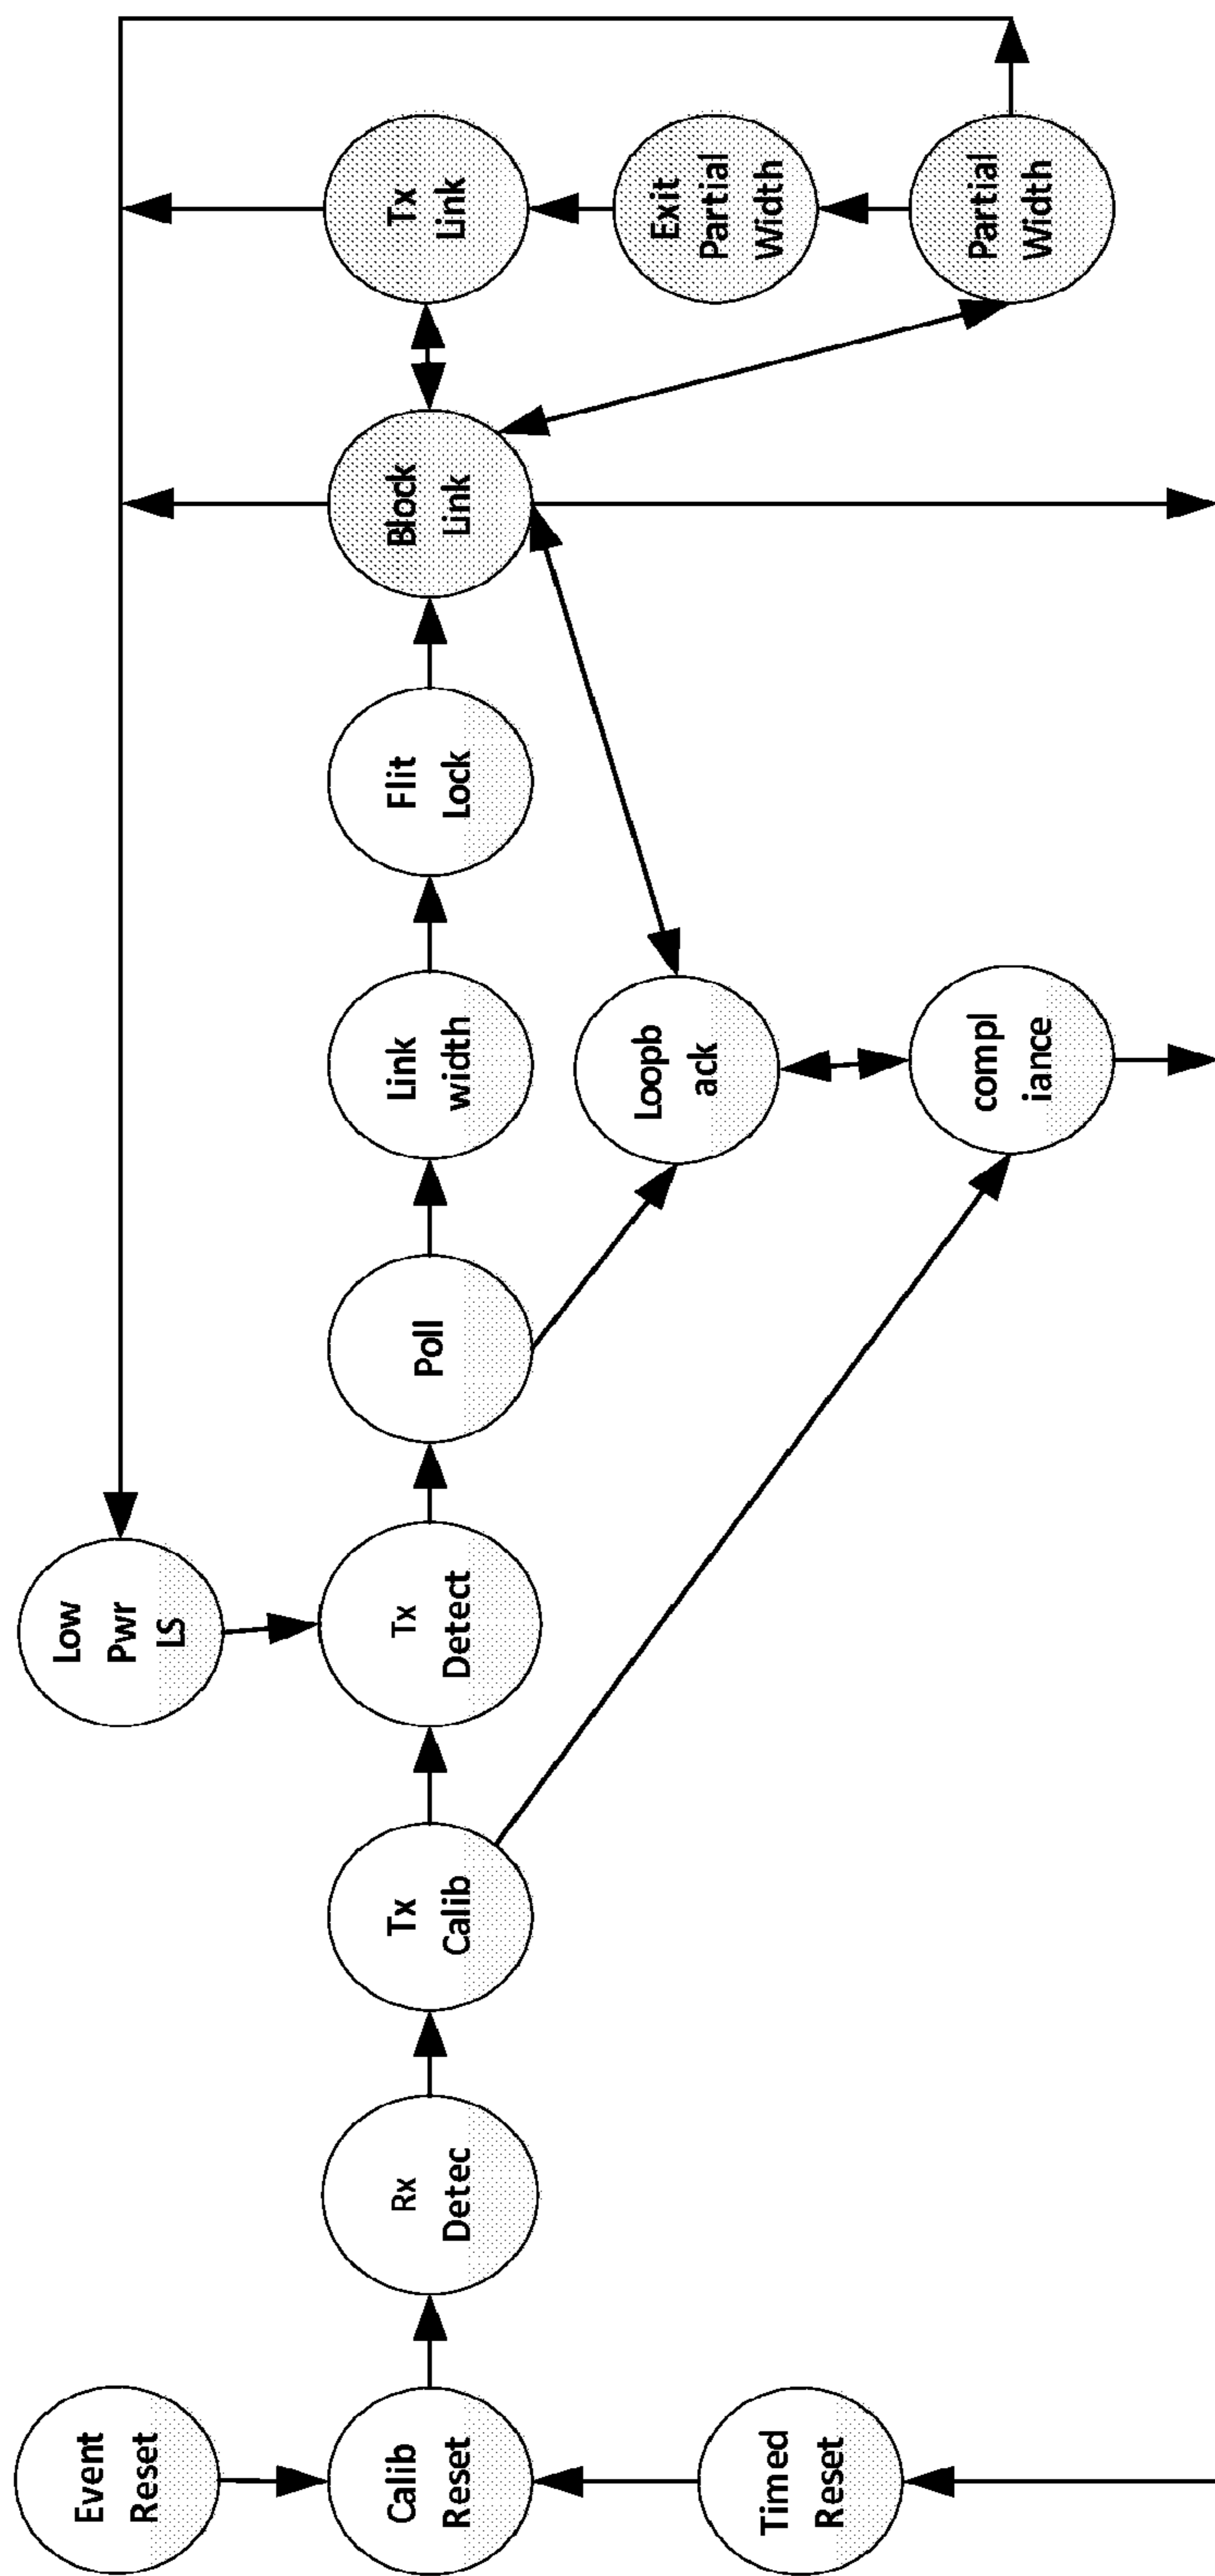 Event
Reset
Low
Pwr
LS
Calib
Reset
Rx
Detec
Tx
Calib
Tx
Detect
Poll
Link
width
Flit
Lock
Block
Link
Tx
Link
Exit
Partial
Width
Loopb
ack
Timed
Reset
compl
iance
Partial
Width